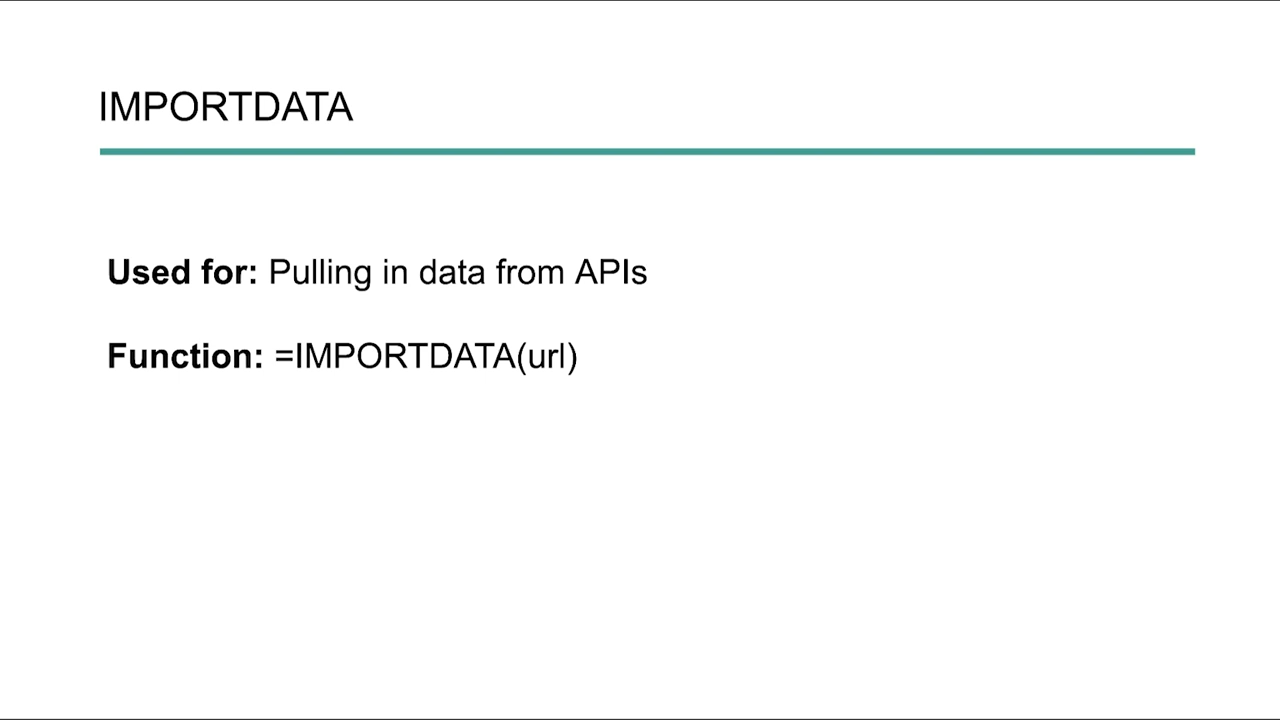 IMPORTDATA
Used for: Pulling in data from APIs
Function: =IMPORTDATA(url)